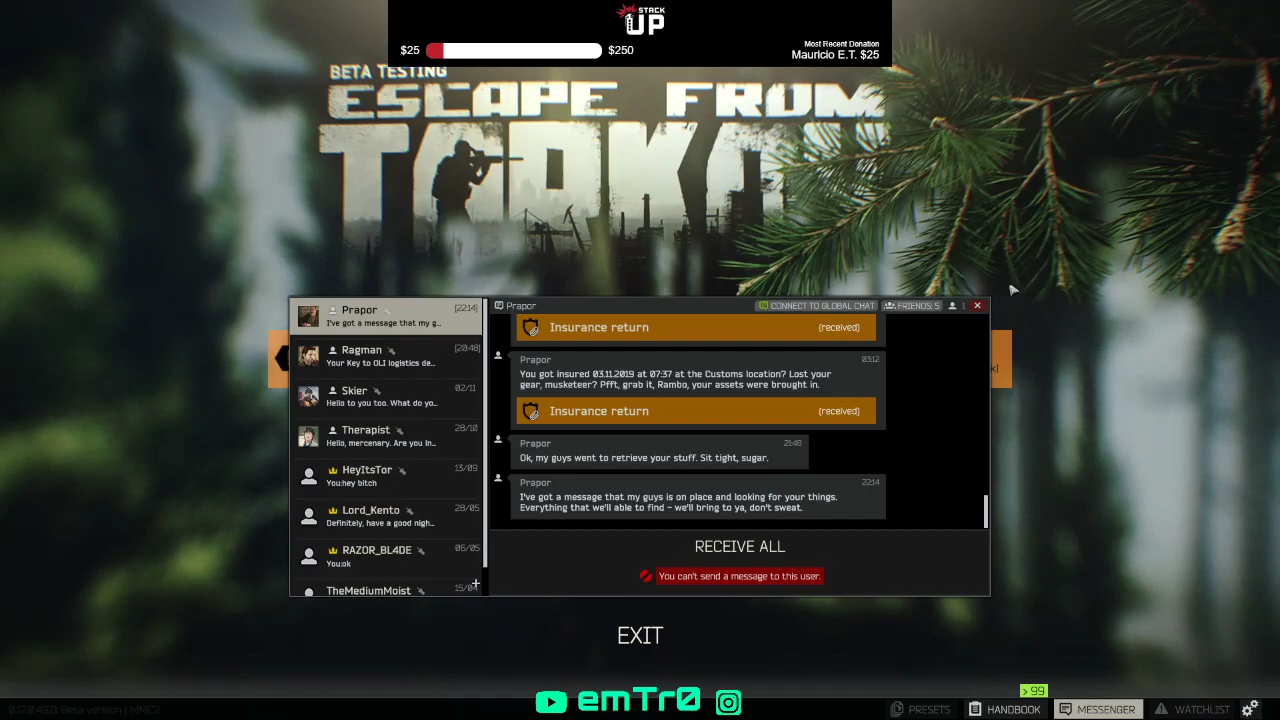 STACK
UP
$25
$250
Most Recent Donation
Mauricio E.T. $25
BETA TESTING
ESCAPE FROM
Prapor
[22:14]
I've got a message that my g...
Ragman
[20:48]
Your Key to OLI logistics de...
Skier
02/11
Hello to you too. What do yo...
Therapist
28/10
Hello, mercenary. Are you in...
HeyItsTor
13/09
You:hey bitch
Lord_Kento
28/05
Definitely, have a good nigh...
RAZOR_BL4DE
You:ok
TheMediumMoist
Prapor
CONNECT TO GLOBAL CHAT
FRIENDS: 5
1
Insurance return
(received)
Prapor
03:12
You got insured 03.11.2019 at 07:37 at the Customs location? Lost your
gear, musketeer? Pfft, grab it, Rambo, your assets were brought in.
Insurance return
(received)
Prapor
Ok, my guys went to retrieve your stuff. Sit tight, sugar.
Prapor
22:14
I've got a message that my guys is on place and looking for your things.
Everything that we'll able to find – we'll bring to ya, don't sweat.
RECEIVE ALL
You can't send a message to this user.
EXIT
emTr0
> 99
Beta version | MMC2
PRESETS
HANDBOOK
MESSENGER
WATCHLIST